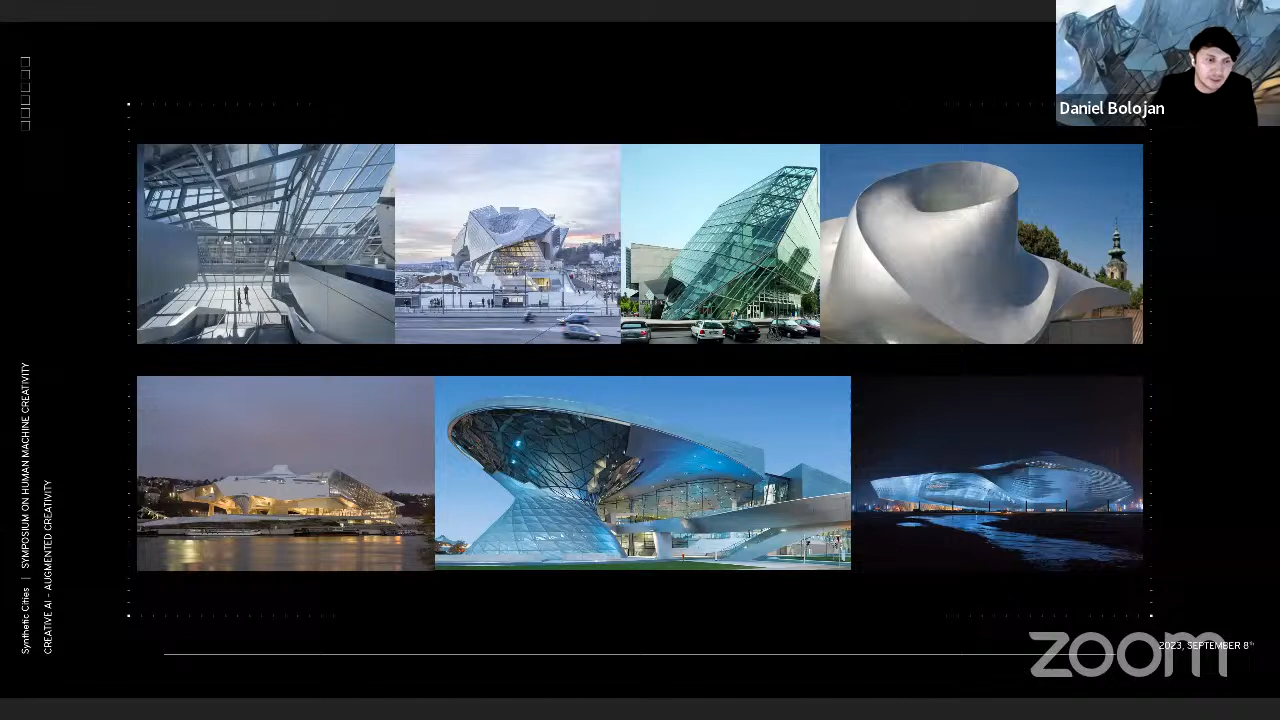 Daniel Bolojan
Synthetic Cities | SYMPOSIUM ON HUMAN MACHINE CREATIVITY
CREATIVE AI - AUGMENTED CREATIVITY
2023, SEPTEMBER 8th
zoom